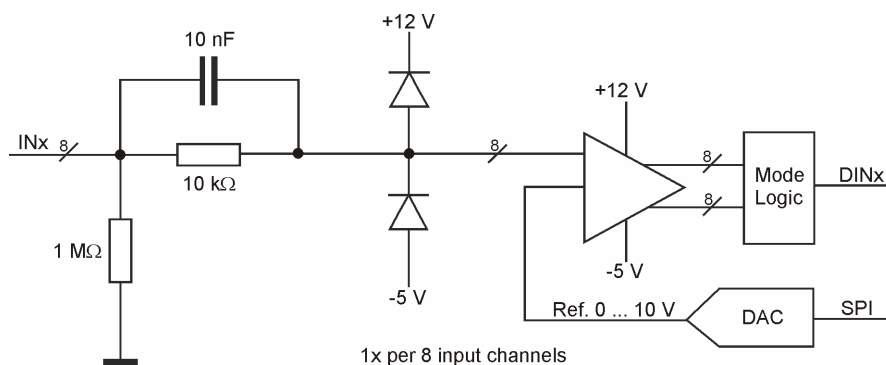 +12 V
10 nF
+12 V
INx
8
8
8
Mode
Logic
DINx
10 kΩ
8
1 MΩ
-5 V
-5 V
Ref. 0 ... 10 V
DAC
SPI
1x per 8 input channels